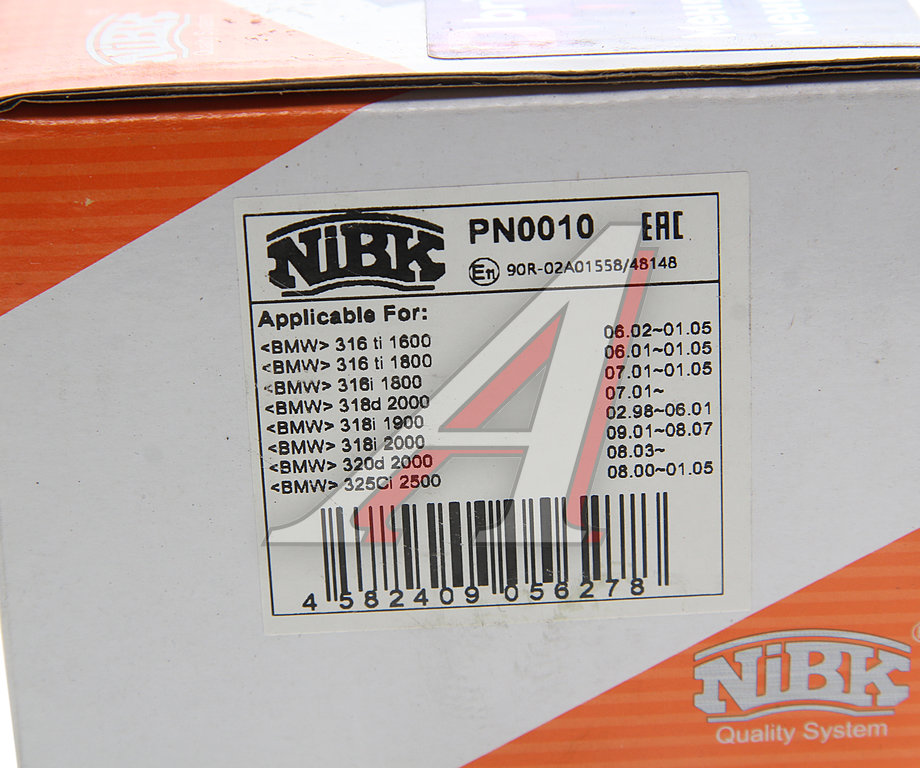 NiBK
PN0010 EAC
E11 90R-02A01558/48148
Applicable For:
<BMW> 316 ti 1600 06.02~01.05
<BMW> 316 ti 1800 06.01~01.05
<BMW> 316i 1800 07.01~01.05
<BMW> 318d 2000 07.01~
<BMW> 318i 1900 02.98~06.01
<BMW> 318i 2000 09.01~08.07
<BMW> 320d 2000 08.03~
<BMW> 325Ci 2500 08.00~01.05
4 582409 056278
NiBK
Quality System